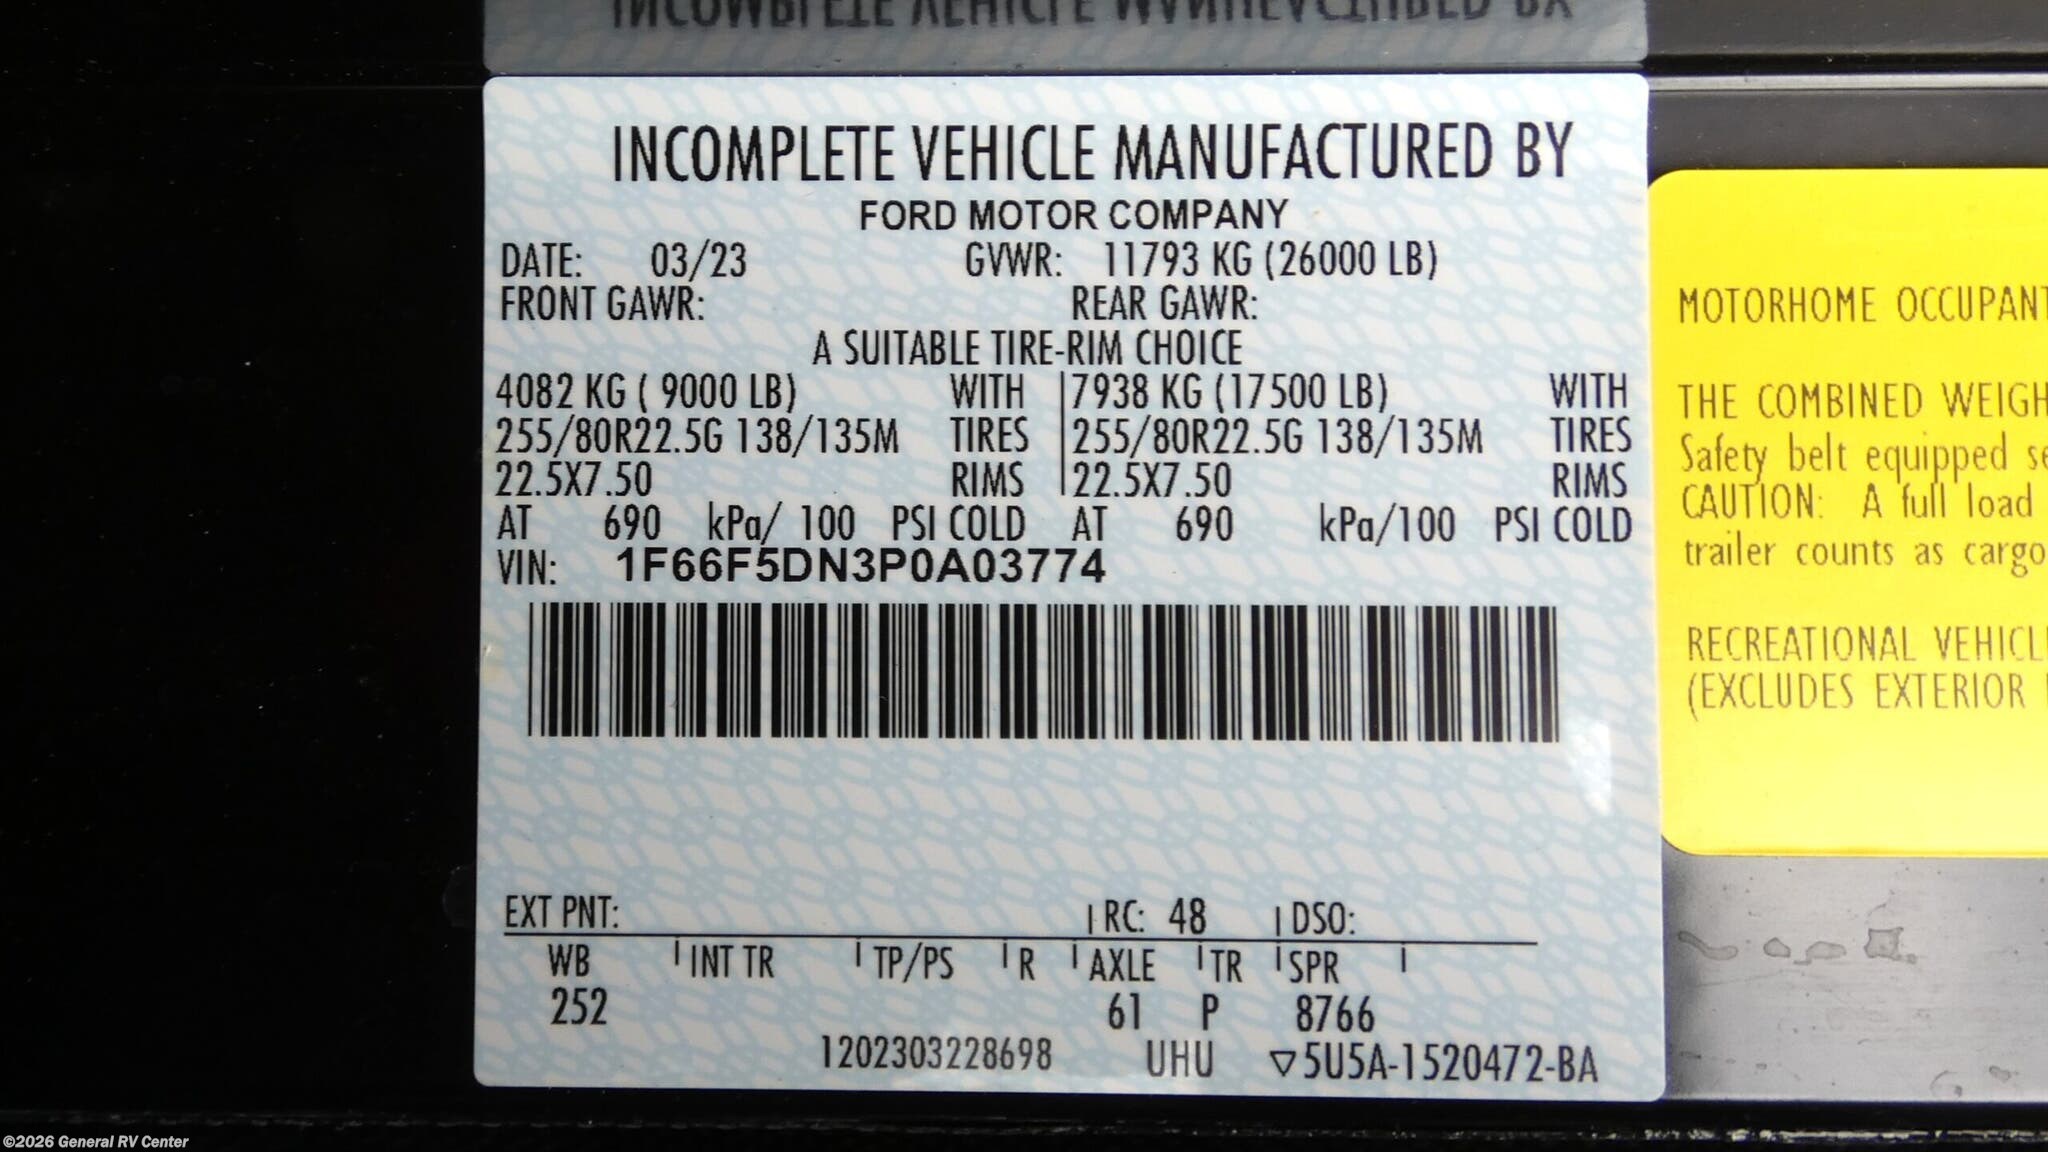 INCOMPLETE VEHICLE MANUFACTURED BY
FORD MOTOR COMPANY
DATE: 03/23 GVWR: 11793 KG (26000 LB)
FRONT GAWR: REAR GAWR:
A SUITABLE TIRE-RIM CHOICE
4082 KG ( 9000 LB) WITH 7938 KG (17500 LB) WITH
255/80R22.5G 138/135M TIRES 255/80R22.5G 138/135M TIRES
22.5X7.50 RIMS 22.5X7.50 RIMS
AT 690 kPa/ 100 PSI COLD AT 690 kPa/100 PSI COLD
VIN: 1F66F5DN3P0A03774
EXT PNT: RC: 48 DSO:
WB INT TR TP/PS R AXLE TR SPR
252 61 P 8766
1202303228698 UHU ▽5U5A-1520472-BA
MOTORHOME OCCUPANT
THE COMBINED WEIGH
Safety belt equipped se
CAUTION: A full load
trailer counts as cargo
RECREATIONAL VEHICL
(EXCLUDES EXTERIOR
©2026 General RV Center